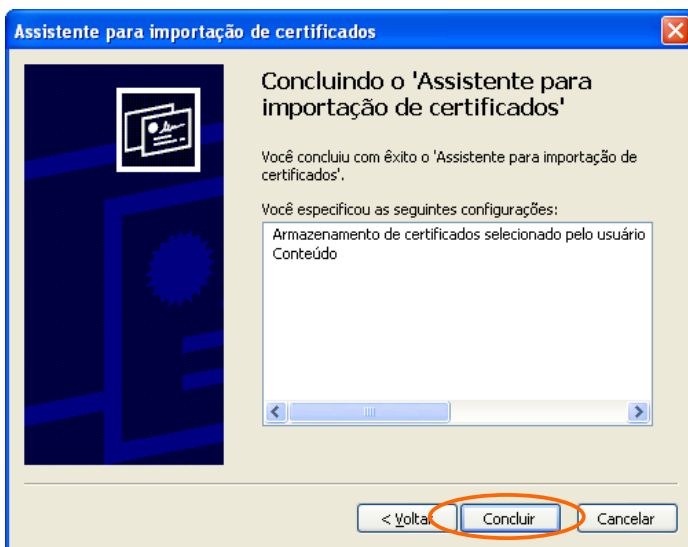 Assistente para importação de certificados
Concluindo o 'Assistente para
importação de certificados'
Você concluiu com êxito o 'Assistente para importação de
certificados'.
Você especificou as seguintes configurações:
Armazenamento de certificados selecionado pelo usuário
Conteúdo
< Voltar
Concluir
Cancelar